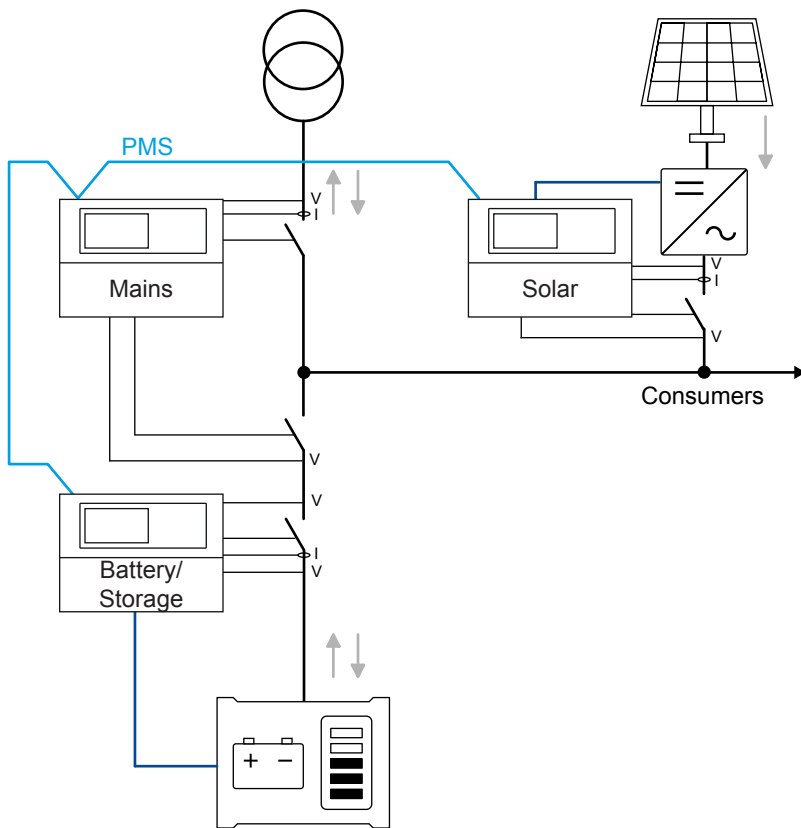 PMS
V
I
Mains
V
I
Solar
V
Consumers
V
V
I
V
Battery/
Storage
+ −